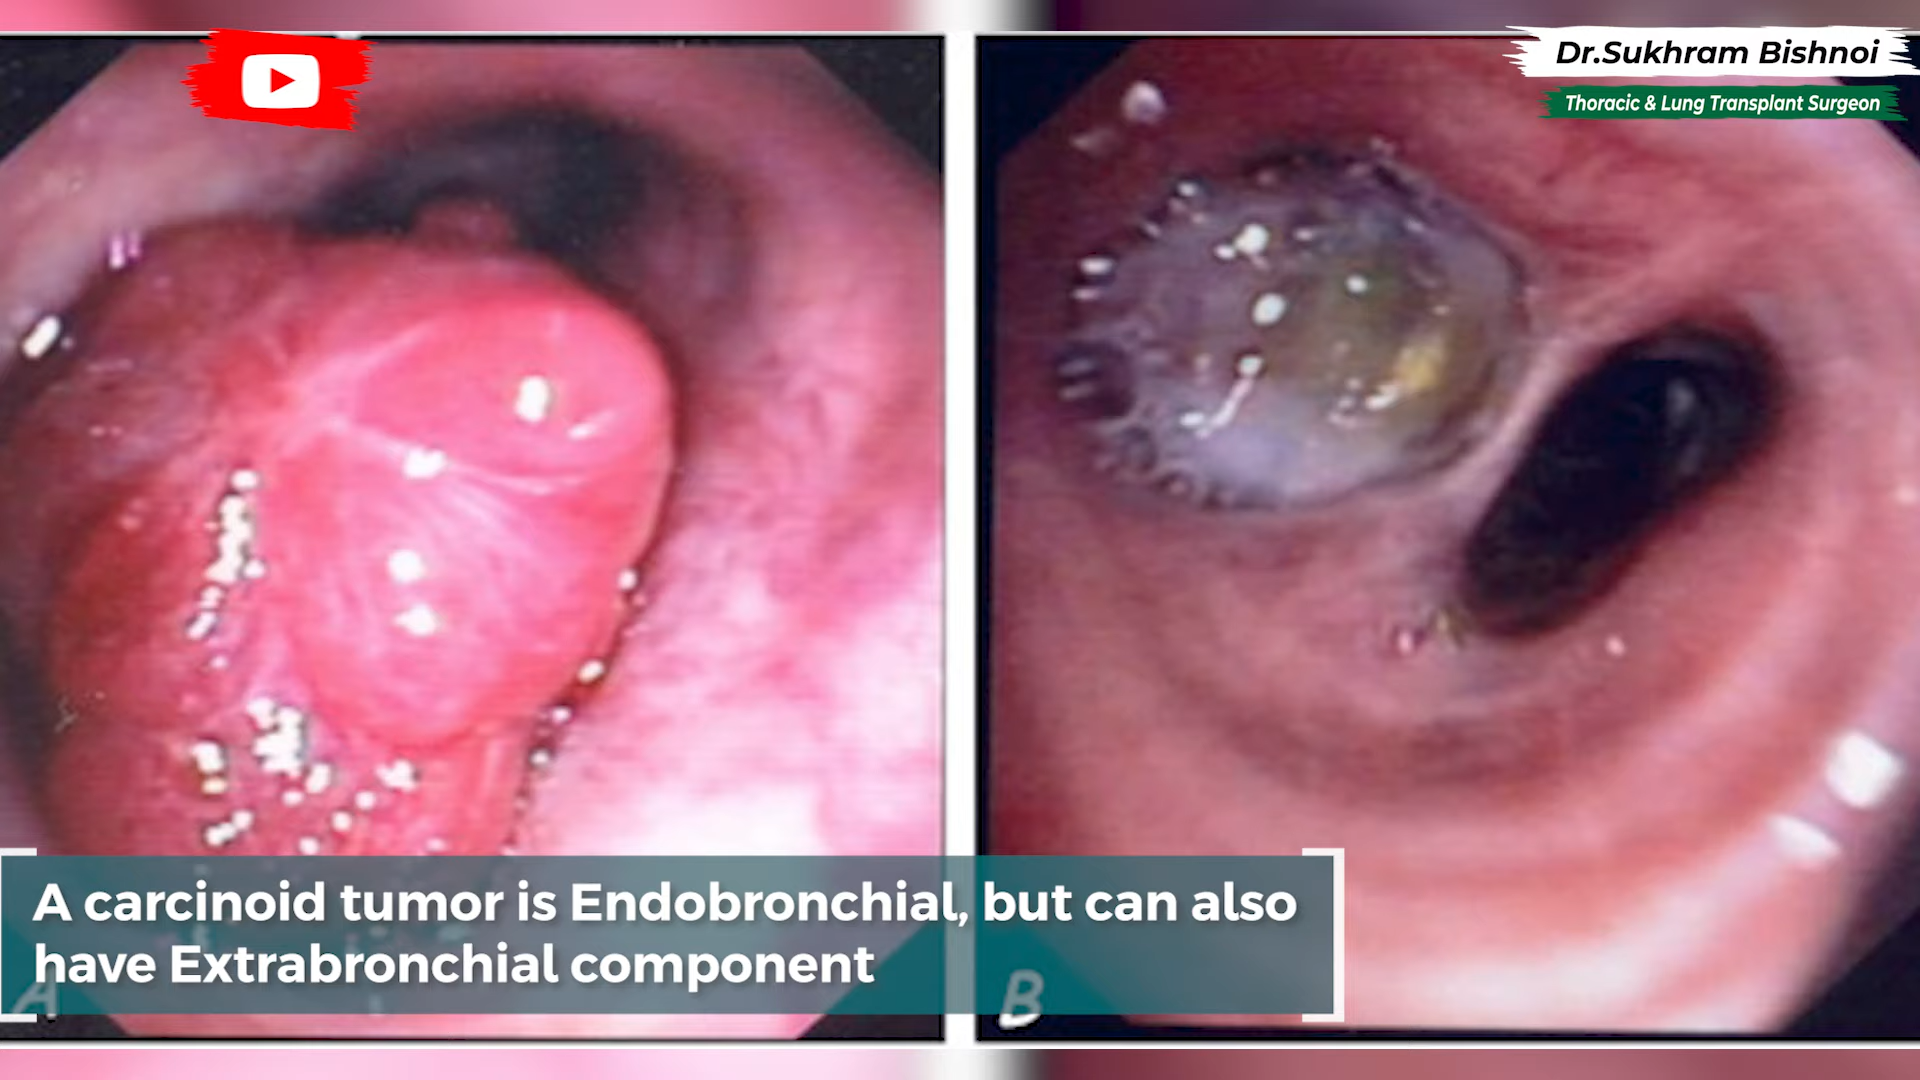 Dr.Sukhram Bishnoi
Thoracic & Lung Transplant Surgeon
A carcinoid tumor is Endobronchial, but can also
have Extrabronchial component
A
B